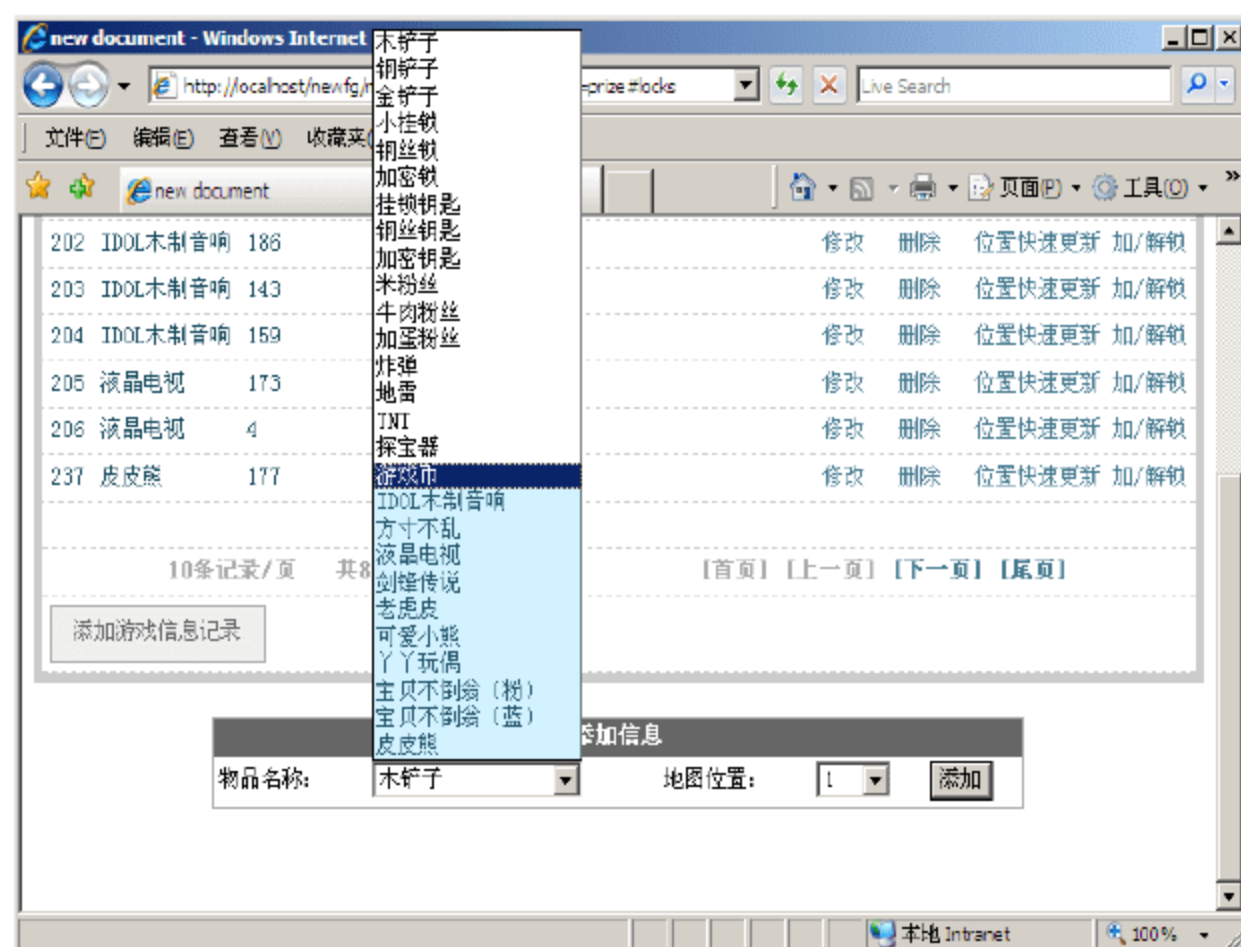 new document - Windows Internet
http://localhost/newfg/
=prize#locks
Live Search
文件(F) 编辑(E) 查看(V) 收藏夹(
new document
页面(P) 工具(O)
202 IDOL木制音响 186 修改 删除 位置快速更新 加/解锁
203 IDOL木制音响 143 修改 删除 位置快速更新 加/解锁
204 IDOL木制音响 159 修改 删除 位置快速更新 加/解锁
205 液晶电视 173 修改 删除 位置快速更新 加/解锁
206 液晶电视 4 修改 删除 位置快速更新 加/解锁
237 皮皮熊 177 修改 删除 位置快速更新 加/解锁
木铲子
钢铲子
金铲子
小挂锁
钢丝锁
加密锁
挂锁钥匙
钢丝钥匙
加密钥匙
米粉丝
牛肉粉丝
加蛋粉丝
炸弹
地雷
INI
探宝器
游戏币
IDOL木制音响
方寸不乱
液晶电视
剑锋传说
老虎皮
可爱小熊
丫丫玩偶
宝贝不倒翁（粉）
宝贝不倒翁（蓝）
皮皮熊
10条记录/页 共8 [首页] [上一页] [下一页] [尾页]
添加游戏信息记录
添加信息
物品名称: 木铲子 地图位置: 1 添加
本地 Intranet 100%